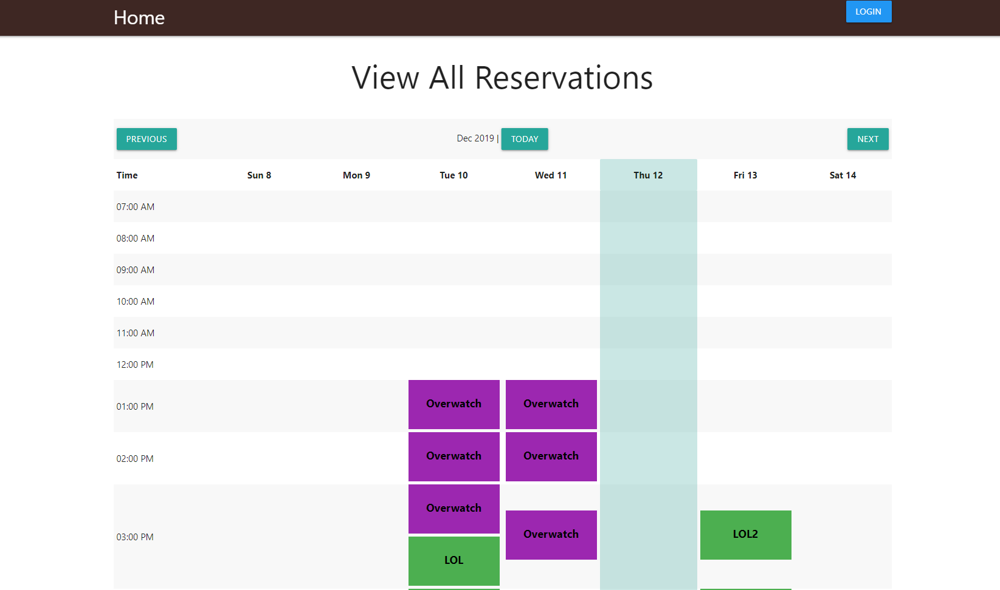 Home LOGIN
View All Reservations
PREVIOUS Dec 2019 | TODAY NEXT
Time Sun 8 Mon 9 Tue 10 Wed 11 Thu 12 Fri 13 Sat 14
07:00 AM
08:00 AM
09:00 AM
10:00 AM
11:00 AM
12:00 PM
01:00 PM Overwatch Overwatch
02:00 PM Overwatch Overwatch
Overwatch
03:00 PM Overwatch LOL2
LOL